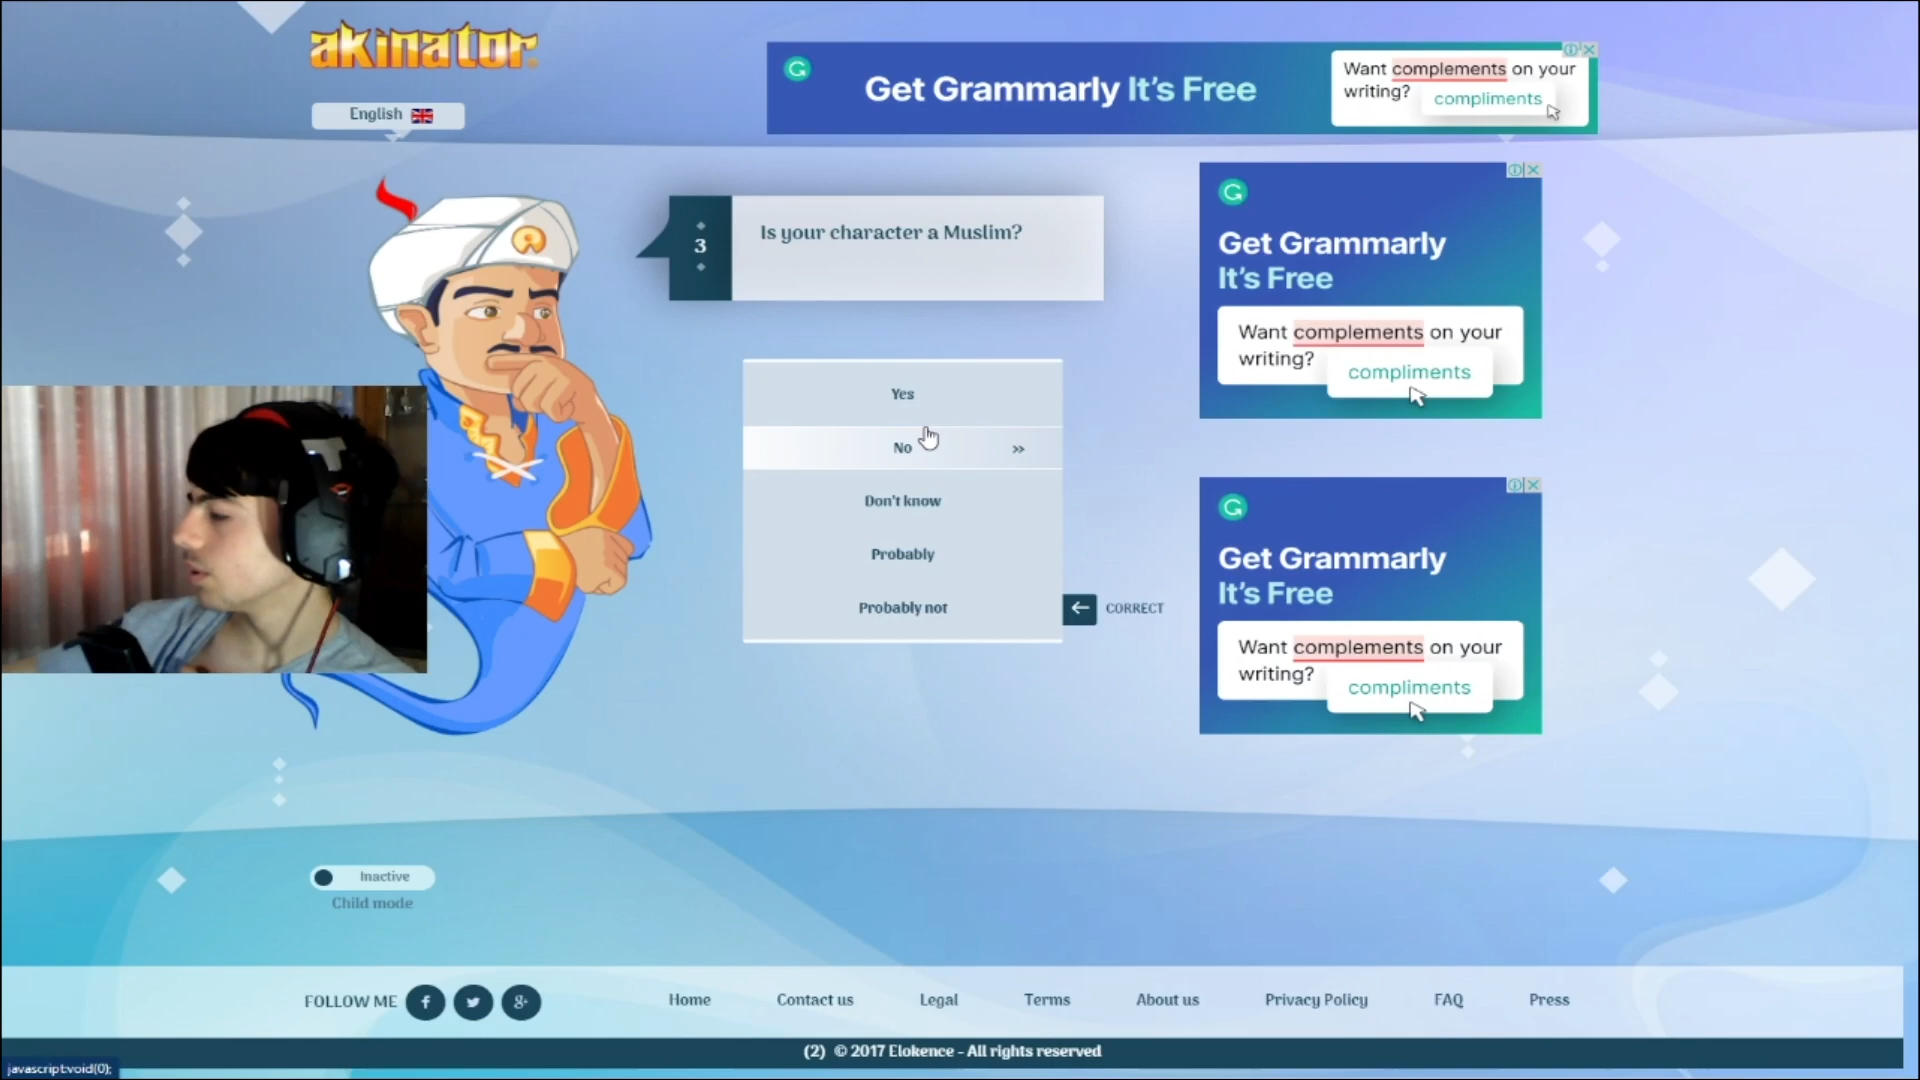 akinator
English
Get Grammarly It's Free
Want complements on your
writing?
compliments
3
Is your character a Muslim?
Yes
No »
Don't know
Probably
Probably not
CORRECT
Get Grammarly
It's Free
Want complements on your
writing?
compliments
Get Grammarly
It's Free
Want complements on your
writing?
compliments
Inactive
Child mode
FOLLOW ME
Home
Contact us
Legal
Terms
About us
Privacy Policy
FAQ
Press
(2) © 2017 Elokence - All rights reserved
javascript:void(0);